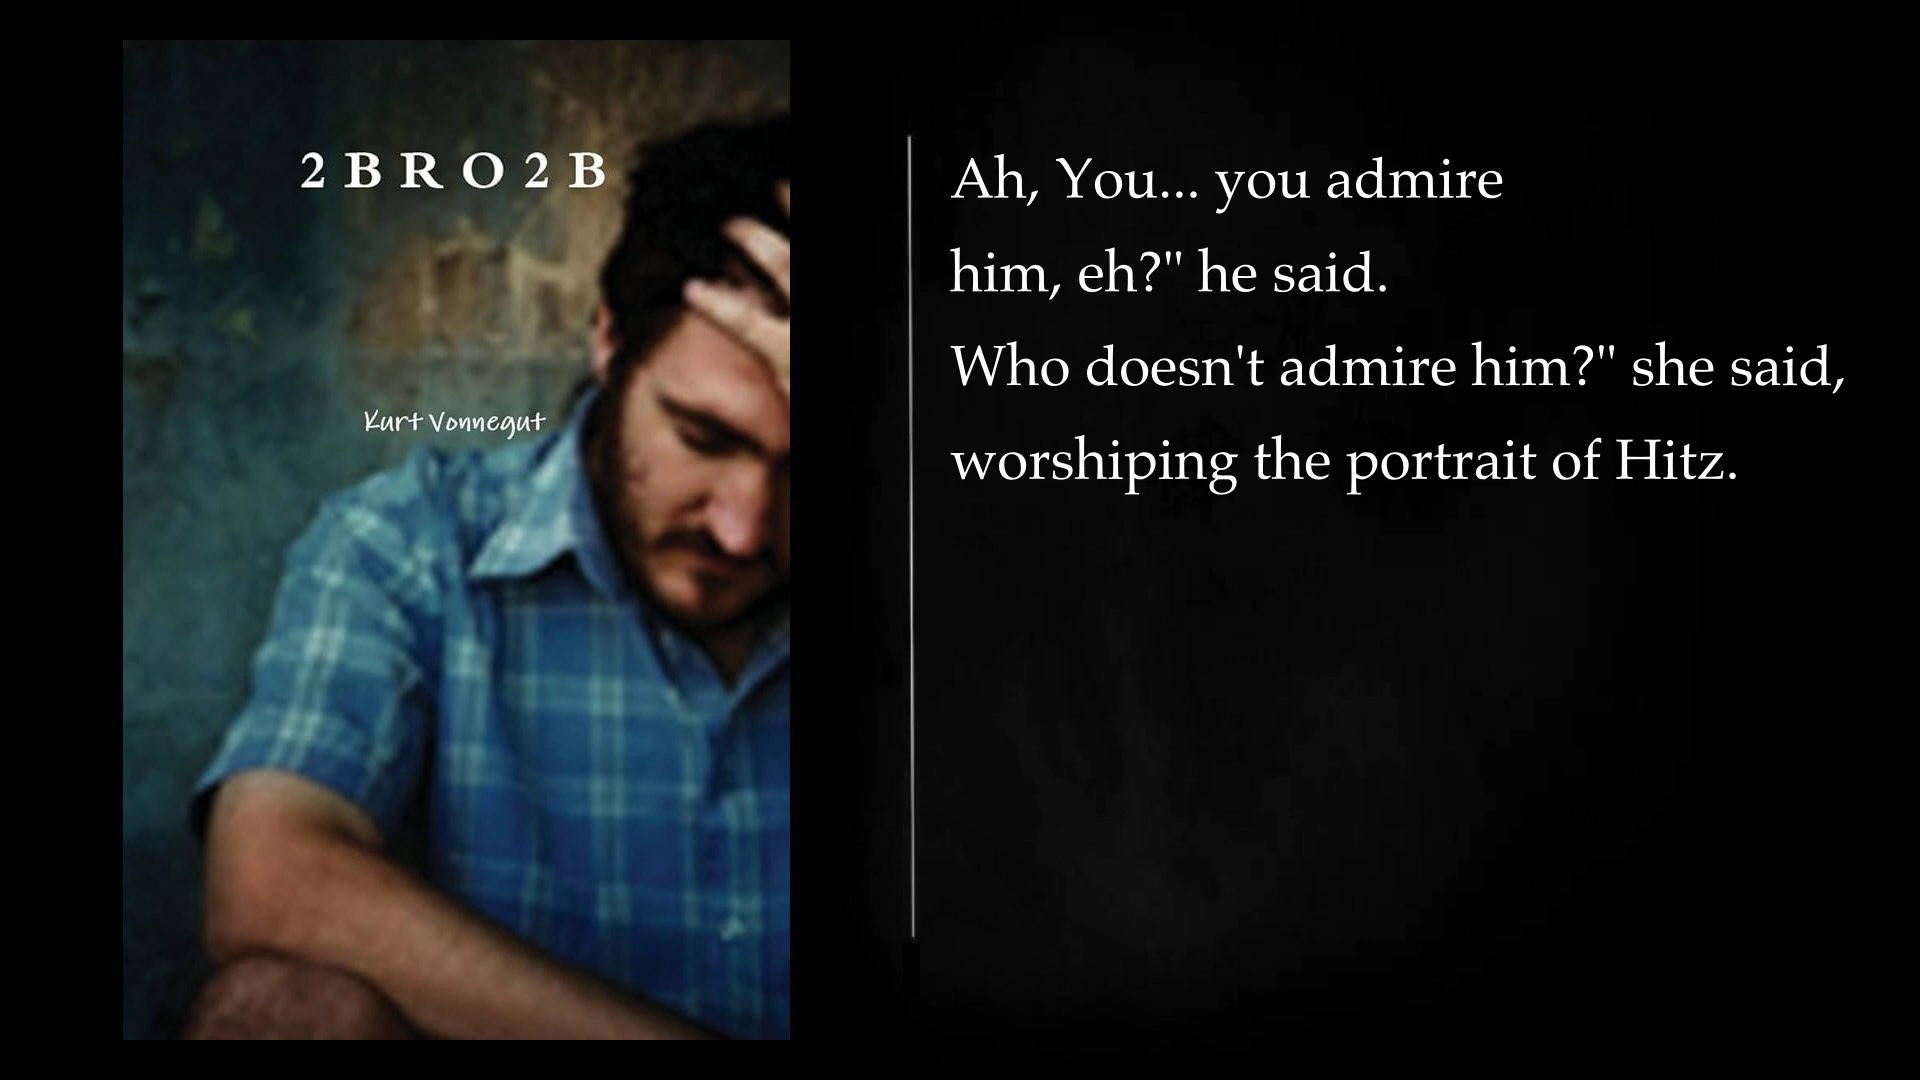 2 B R O 2 B
Kurt Vonnegut
Ah, You... you admire
him, eh?" he said.
Who doesn't admire him?" she said,
worshiping the portrait of Hitz.